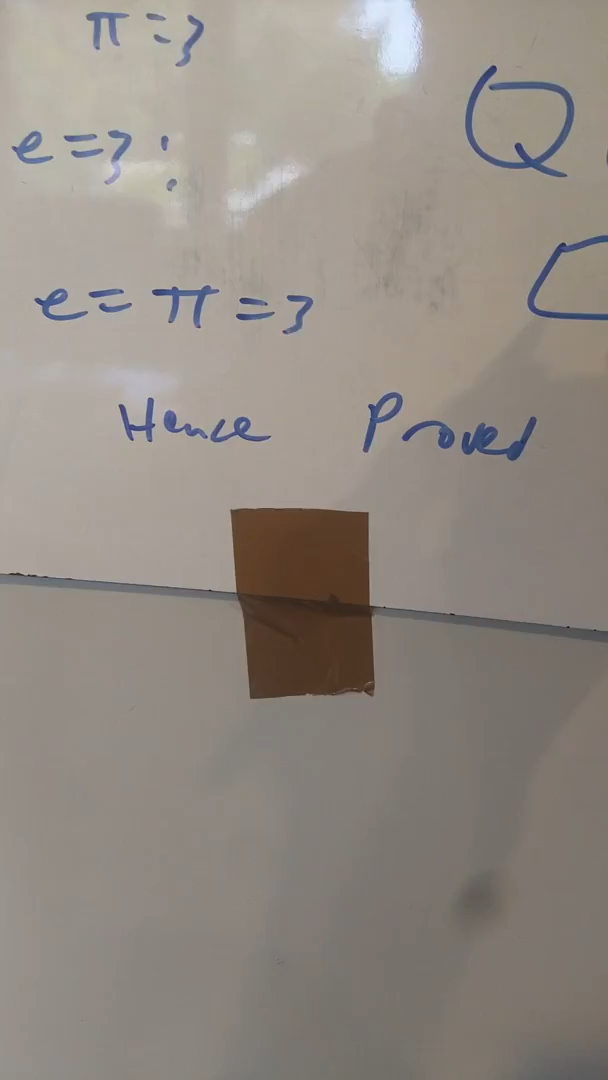 π = 3
e = 3 :
Q
e = π = 3
Hence Proved